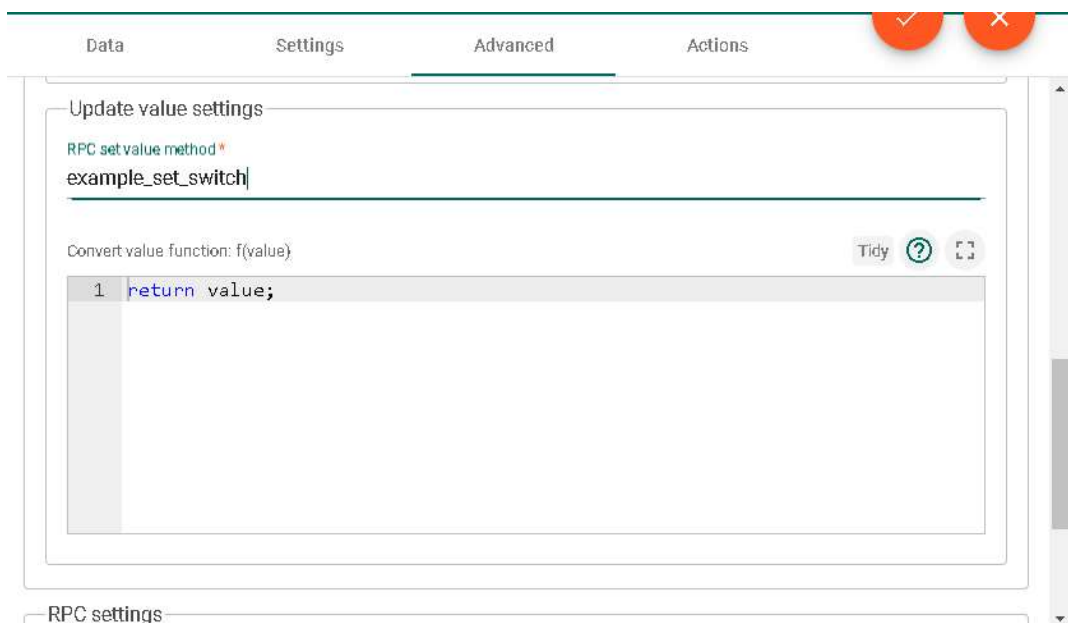 Data Settings Advanced Actions
Update value settings
RPC set value method *
example_set_switch
Convert value function: f(value)
Tidy
1 return value;
RPC settings